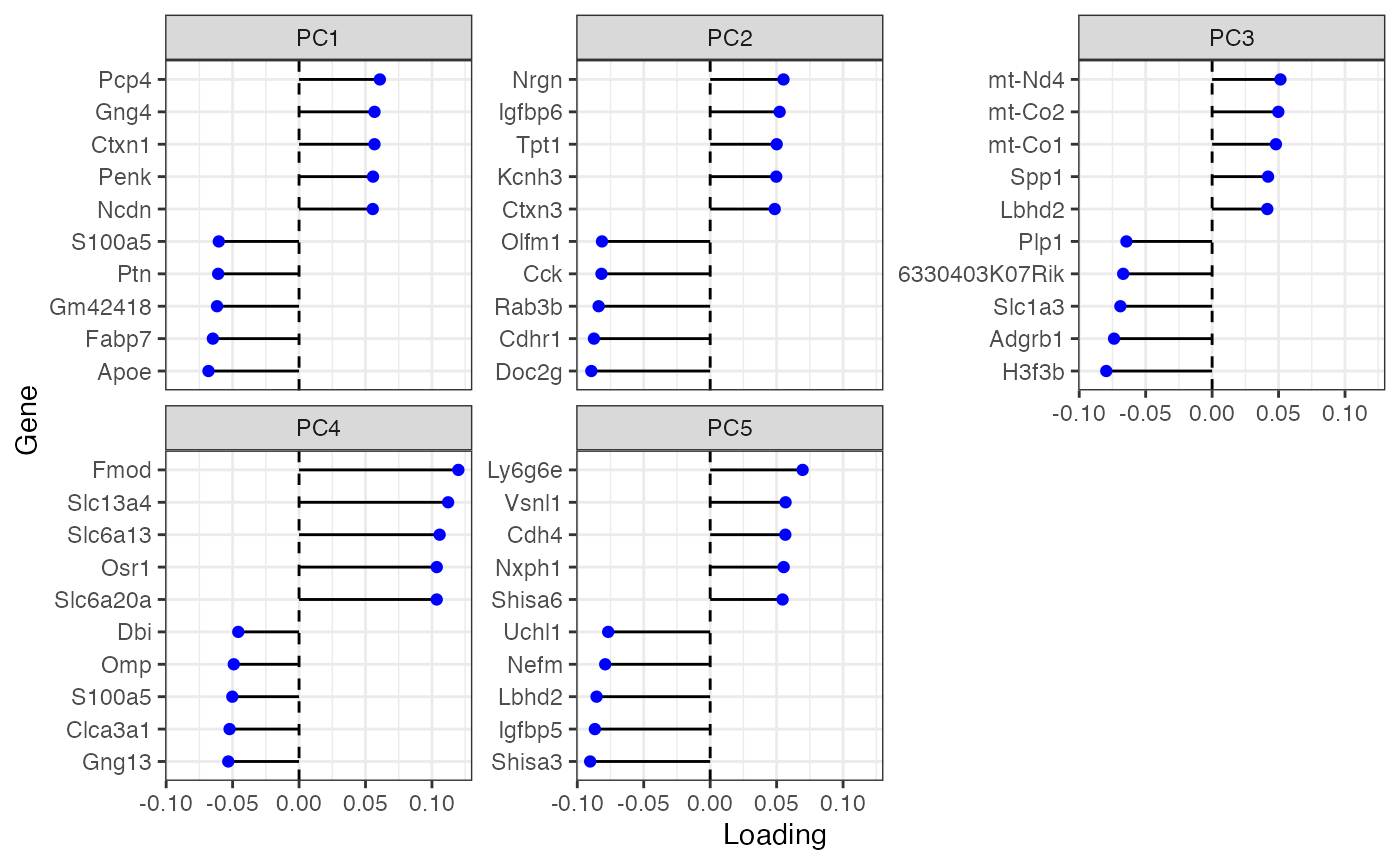 PC1
Pcp4
Gng4
Ctxn1
Penk
Ncdn
S100a5
Ptn
Gm42418
Fabp7
Apoe
PC2
Nrgn
Igfbp6
Tpt1
Kcnh3
Ctxn3
Olfm1
Cck
Rab3b
Cdhr1
Doc2g
PC3
mt-Nd4
mt-Co2
mt-Co1
Spp1
Lbhd2
Plp1
6330403K07Rik
Slc1a3
Adgrb1
H3f3b
-0.10 -0.05 0.00 0.05 0.10
Gene
PC4
Fmod
Slc13a4
Slc6a13
Osr1
Slc6a20a
Dbi
Omp
S100a5
Clca3a1
Gng13
-0.10 -0.05 0.00 0.05 0.10
PC5
Ly6g6e
Vsnl1
Cdh4
Nxph1
Shisa6
Uchl1
Nefm
Lbhd2
Igfbp5
Shisa3
-0.10 -0.05 0.00 0.05 0.10
Loading